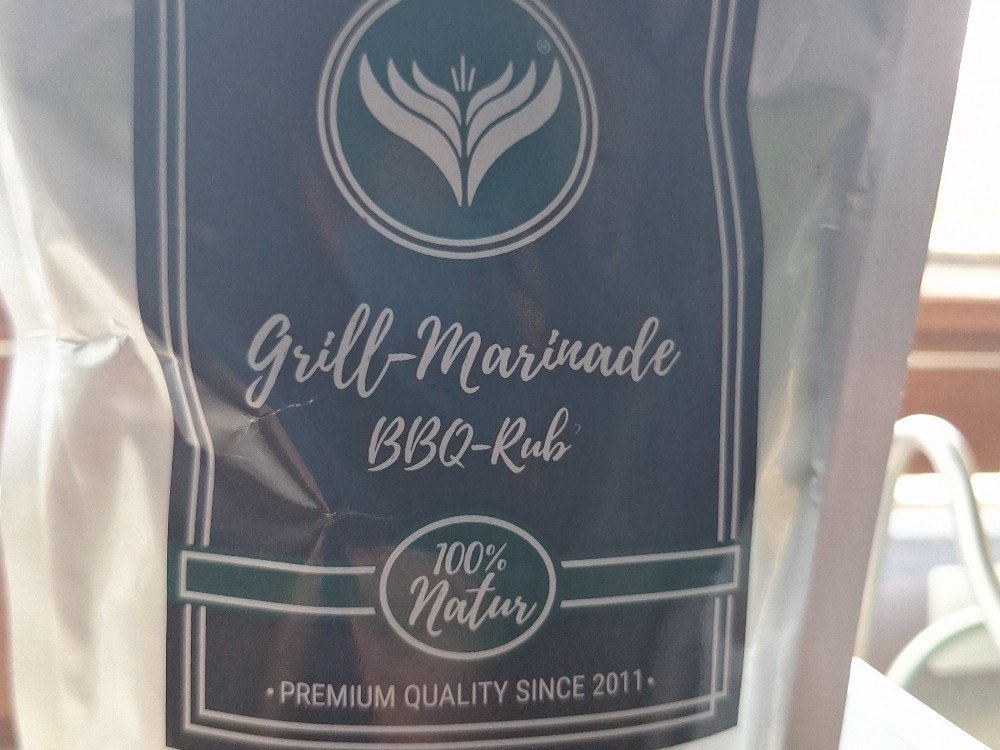 ®
Grill-Marinade
BBQ-Rub
100%
Natur
• PREMIUM QUALITY SINCE 2011 •